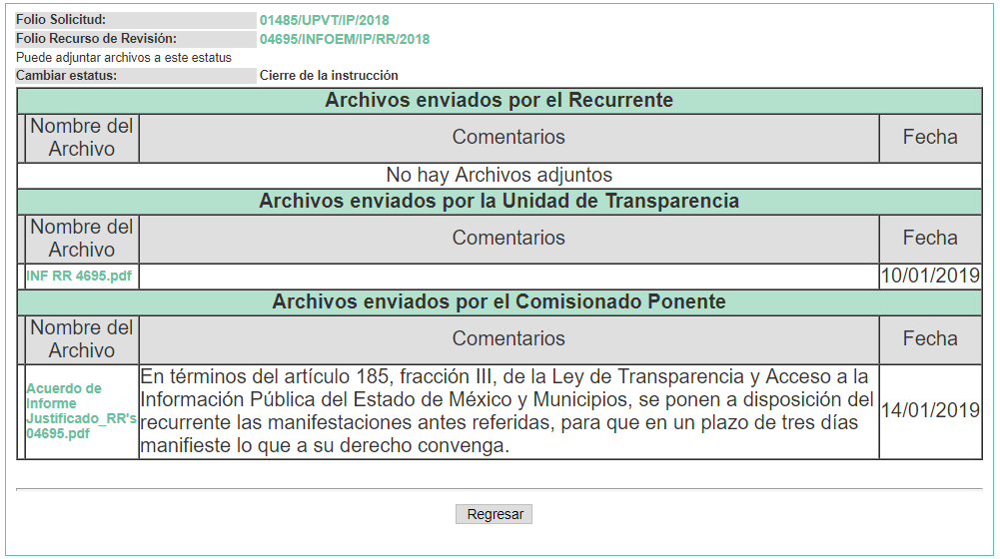 Folio Solicitud: 01485/UPVT/IP/2018
Folio Recurso de Revisión: 04695/INFOEM/IP/RR/2018
Puede adjuntar archivos a este estatus
Cambiar estatus: Cierre de la instrucción
Archivos enviados por el Recurrente
Nombre del
Archivo
Comentarios
Fecha
No hay Archivos adjuntos
Archivos enviados por la Unidad de Transparencia
Nombre del
Archivo
Comentarios
Fecha
INF RR 4695.pdf
10/01/2019
Archivos enviados por el Comisionado Ponente
Nombre del
Archivo
Comentarios
Fecha
Acuerdo de
Informe
Justificado_RR's
04695.pdf
En términos del artículo 185, fracción III, de la Ley de Transparencia y Acceso a la
Información Pública del Estado de México y Municipios, se ponen a disposición del
recurrente las manifestaciones antes referidas, para que en un plazo de tres días
manifieste lo que a su derecho convenga.
14/01/2019
Regresar